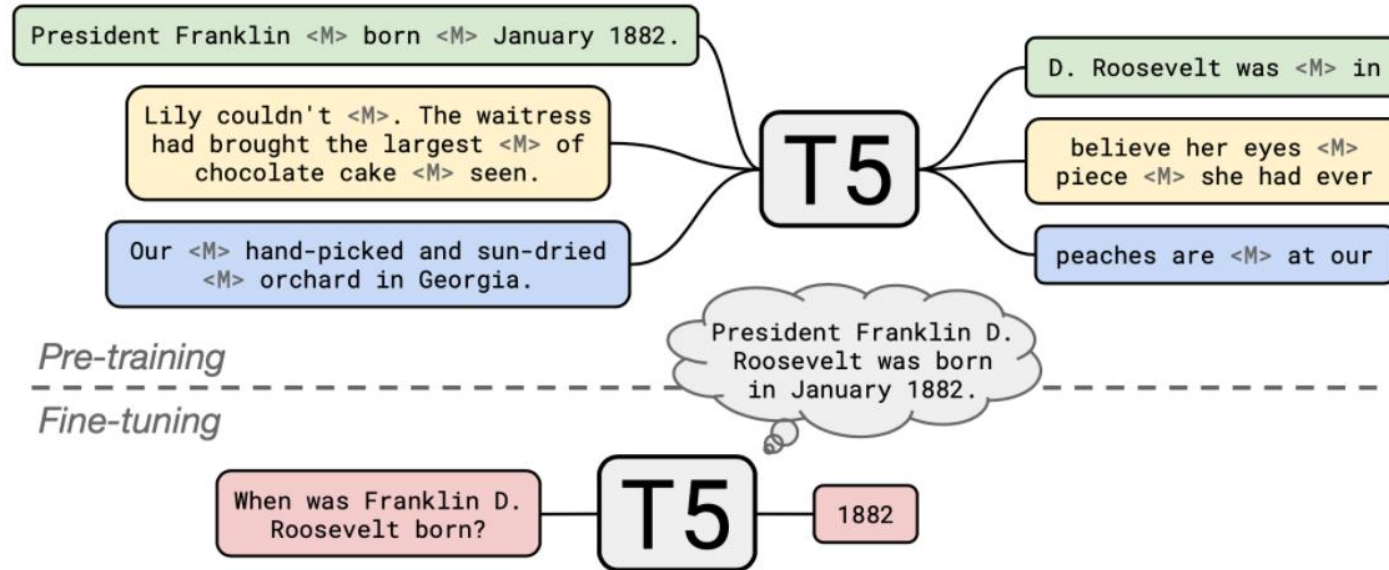 President Franklin <M> born <M> January 1882.
D. Roosevelt was <M> in
Lily couldn't <M>. The waitress
had brought the largest <M> of
chocolate cake <M> seen.
T5
believe her eyes <M>
piece <M> she had ever
Our <M> hand-picked and sun-dried
<M> orchard in Georgia.
peaches are <M> at our
President Franklin D.
Roosevelt was born
in January 1882.
Pre-training
Fine-tuning
When was Franklin D.
Roosevelt born?
T5
1882